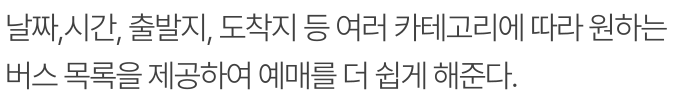 날짜,시간, 출발지, 도착지 등 여러 카테고리에 따라 원하는
버스 목록을 제공하여 예매를 더 쉽게 해준다.